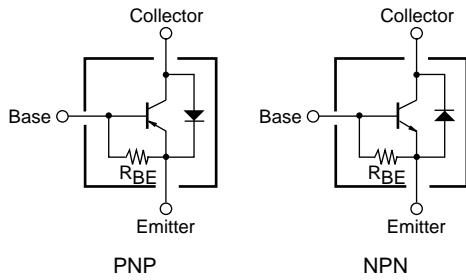 Collector
Base
RBE
Emitter
PNP
Collector
Base
RBE
Emitter
NPN